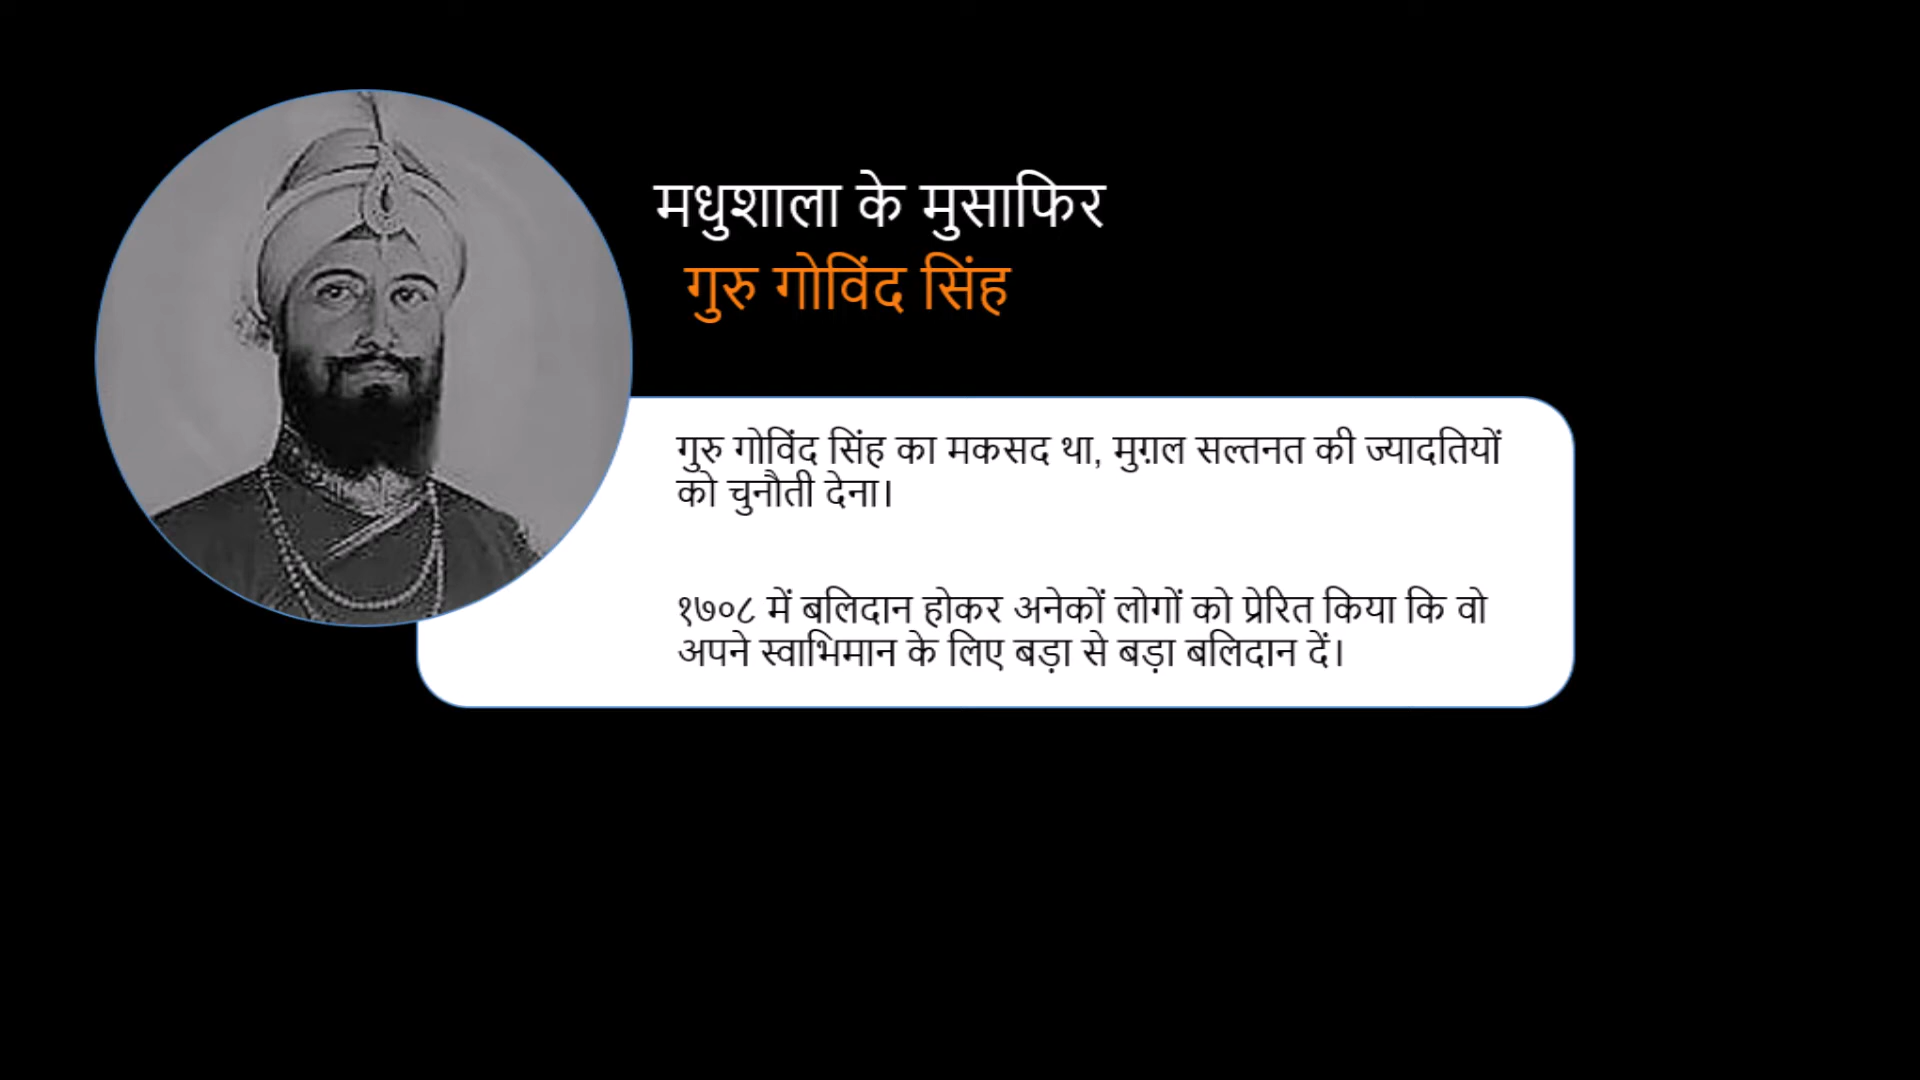 मधुशाला के मुसाफिर
गुरु गोविंद सिंह
गुरु गोविंद सिंह का मकसद था, मुग़ल सल्तनत की ज्यादतियों
को चुनौती देना।
१७०८ में बलिदान होकर अनेकों लोगों को प्रेरित किया कि वो
अपने स्वाभिमान के लिए बड़ा से बड़ा बलिदान दें।